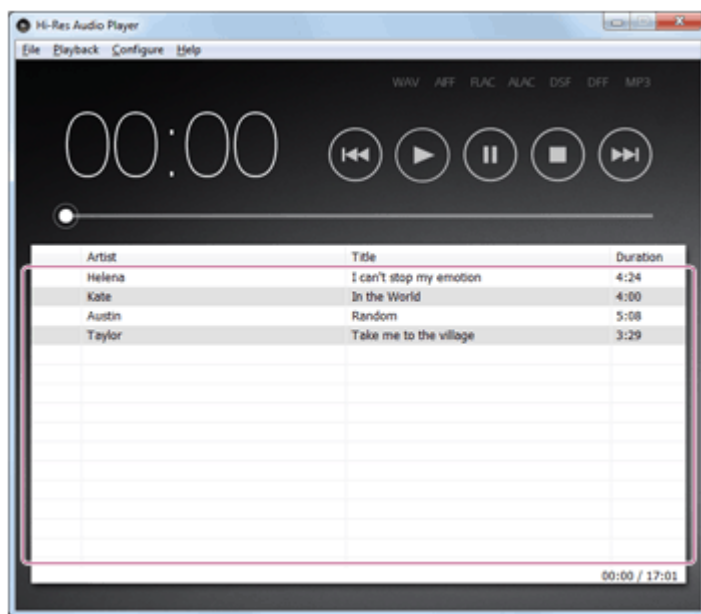 Hi-Res Audio Player
File Playback Configure Help
WAV AIFF FLAC ALAC DSF DFF MP3
00:00
Artist Title Duration
Helena I can't stop my emotion 4:24
Kate In the World 4:00
Austin Random 5:08
Taylor Take me to the village 3:29
00:00 / 17:01